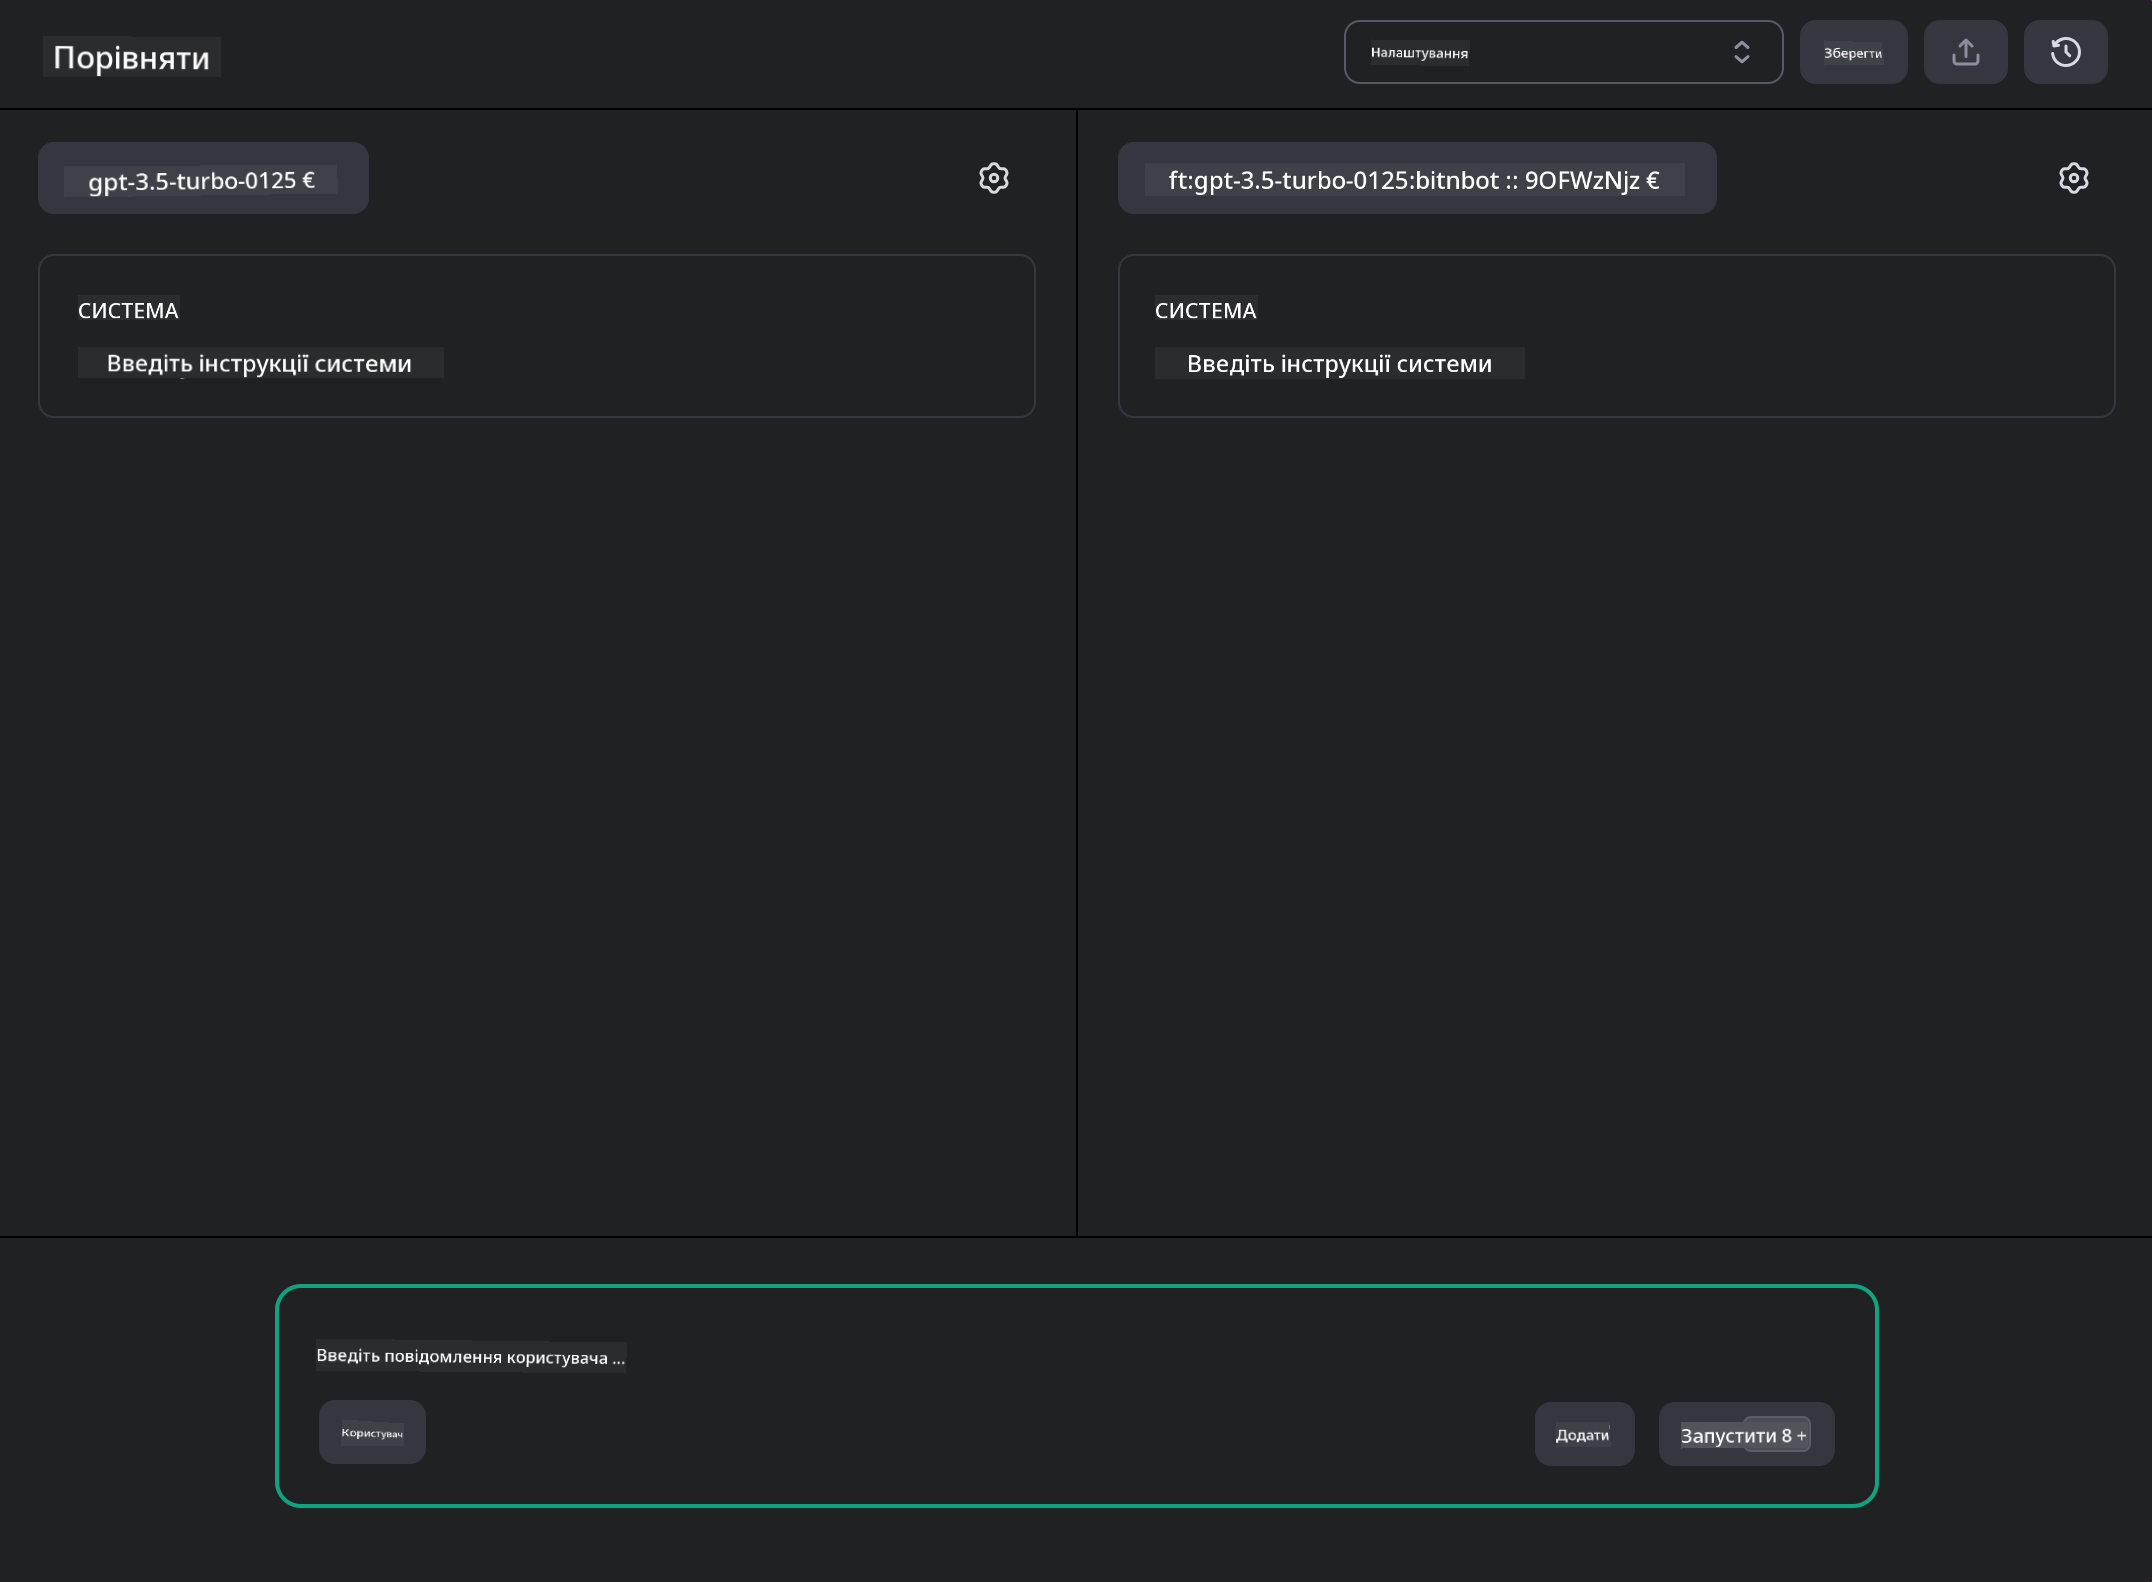 Порівняти
Налаштування
Зберегти
gpt-3.5-turbo-0125 €
ft:gpt-3.5-turbo-0125:bitnbot :: 9OFWzNjz €
СИСТЕМА
Введіть інструкції системи
СИСТЕМА
Введіть інструкції системи
Введіть повідомлення користувача ...
Користувач
Додати
Запустити 8 +